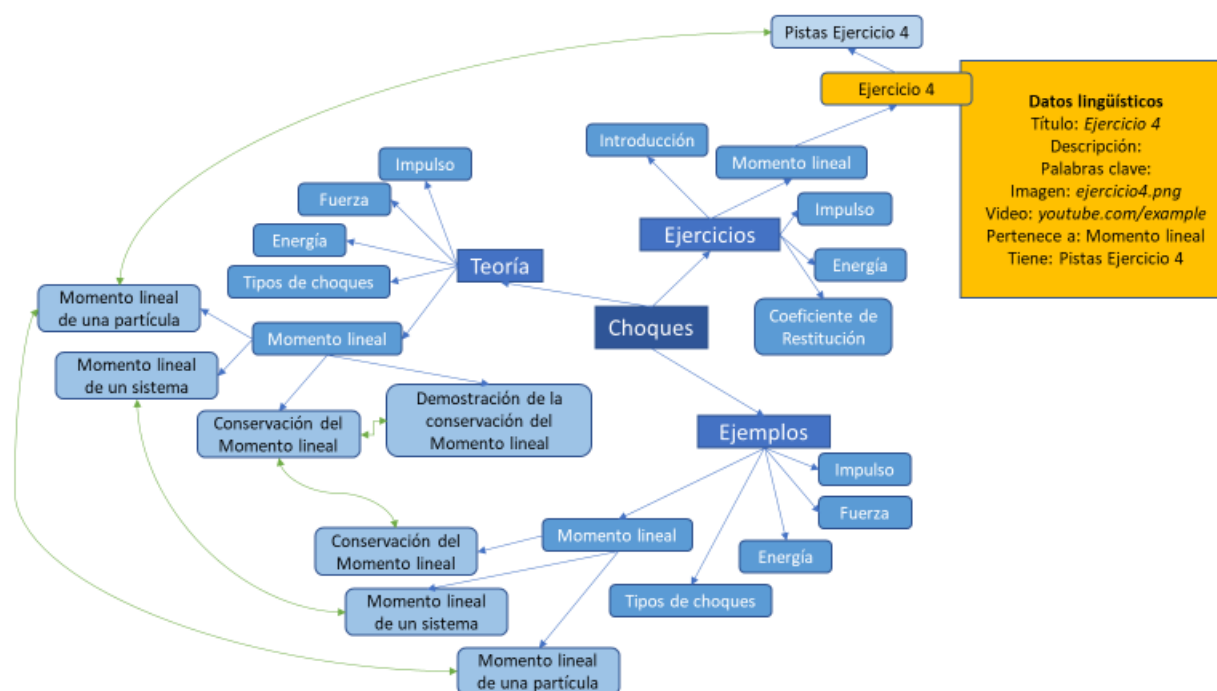 Pistas Ejercicio 4
Ejercicio 4
Datos lingüísticos
Título: Ejercicio 4
Descripción:
Palabras clave:
Imagen: ejercicio4.png
Video: youtube.com/example
Pertenece a: Momento lineal
Tiene: Pistas Ejercicio 4
Introducción
Momento lineal
Impulso
Ejercicios
Energía
Coeficiente de
Restitución
Impulso
Fuerza
Energía
Teoría
Tipos de choques
Momento lineal
de una partícula
Momento lineal
Choques
Momento lineal
de un sistema
Conservación del
Momento lineal
Demostración de la
conservación del
Momento lineal
Ejemplos
Impulso
Fuerza
Energía
Tipos de choques
Momento lineal
Conservación del
Momento lineal
Momento lineal
de un sistema
Momento lineal
de una partícula